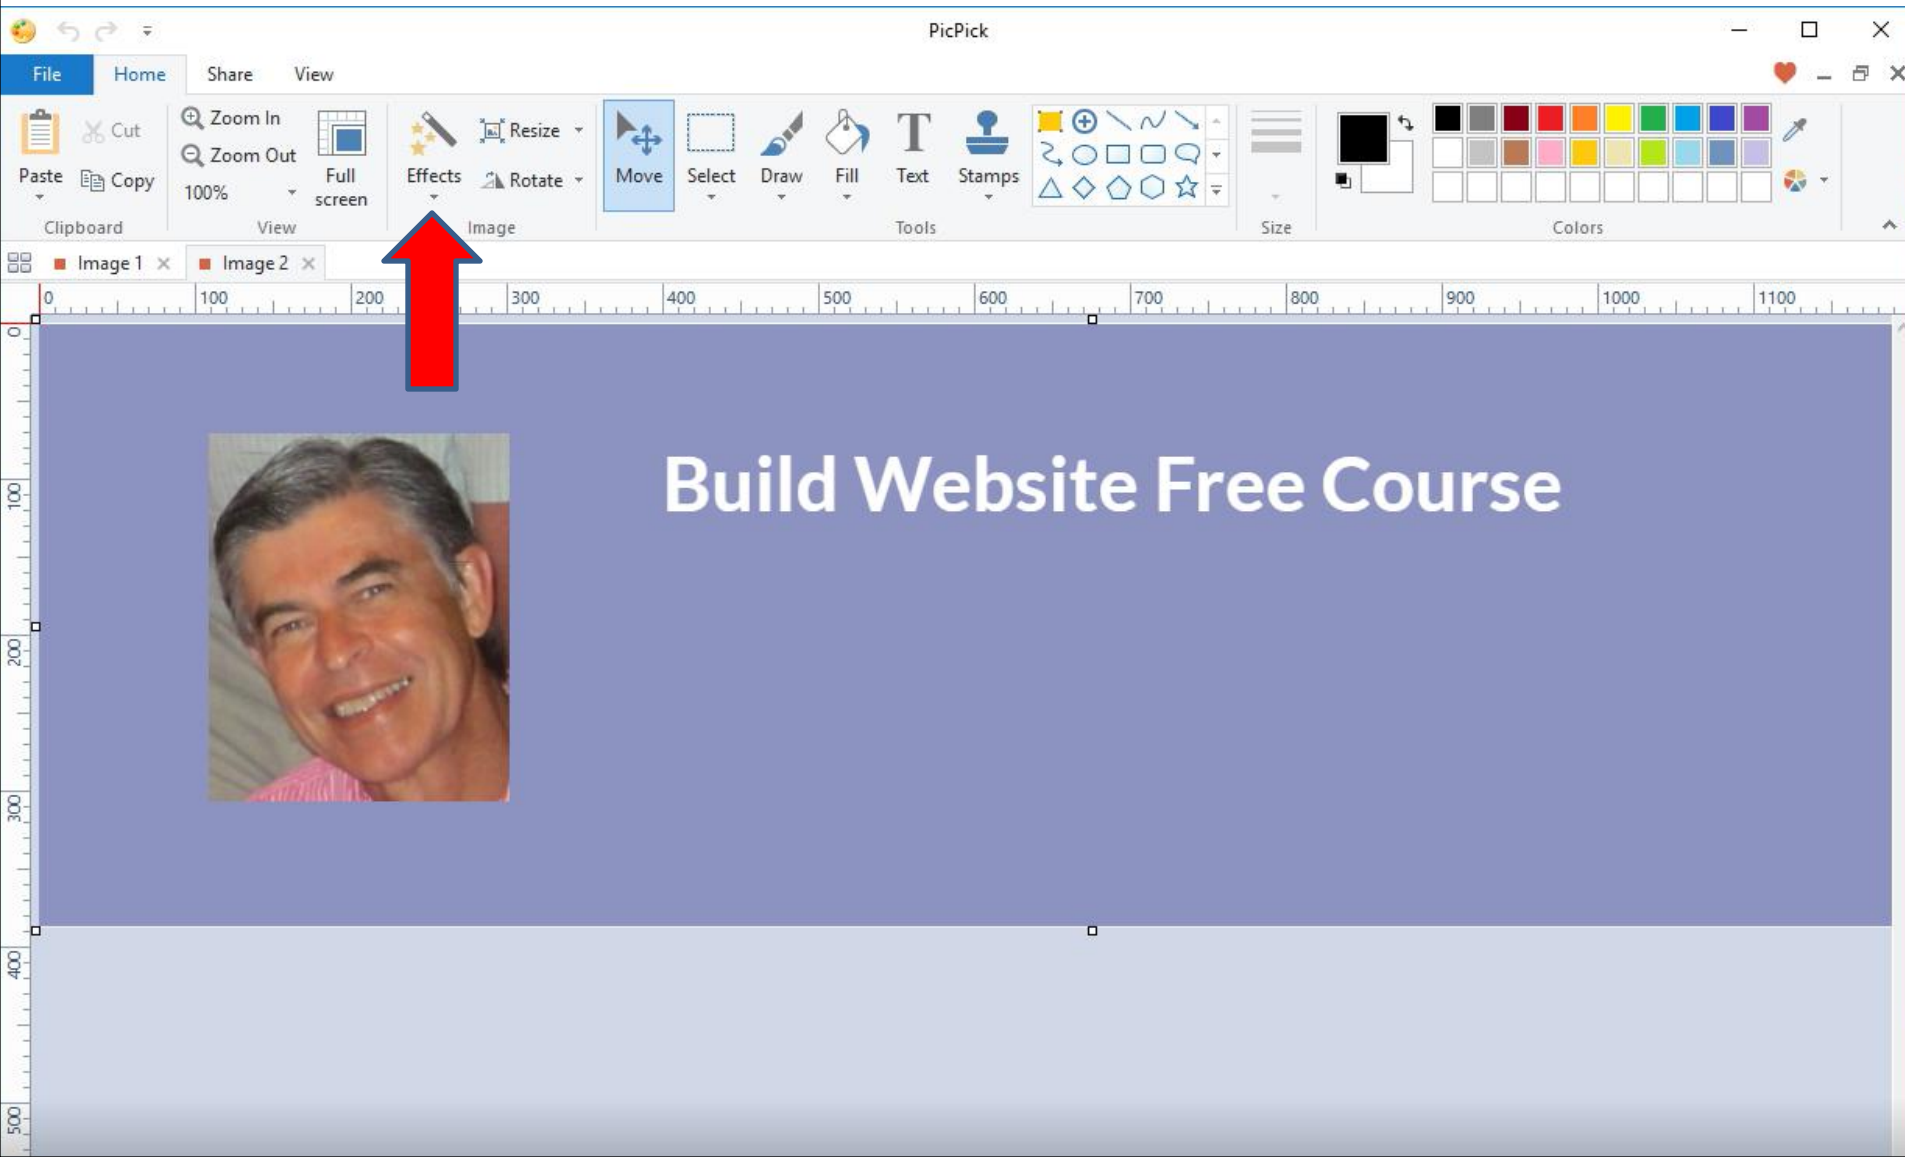 PicPick
File Home Share View
Paste Cut Copy Zoom In Zoom Out 100% Full screen Effects Resize Rotate Move Select Draw Fill Text Stamps
Clipboard View Image Tools Size Colors
Image 1 Image 2
0 100 200 300 400 500 600 700 800 900 1000 1100
0
100
Build Website Free Course
200
300
400
500